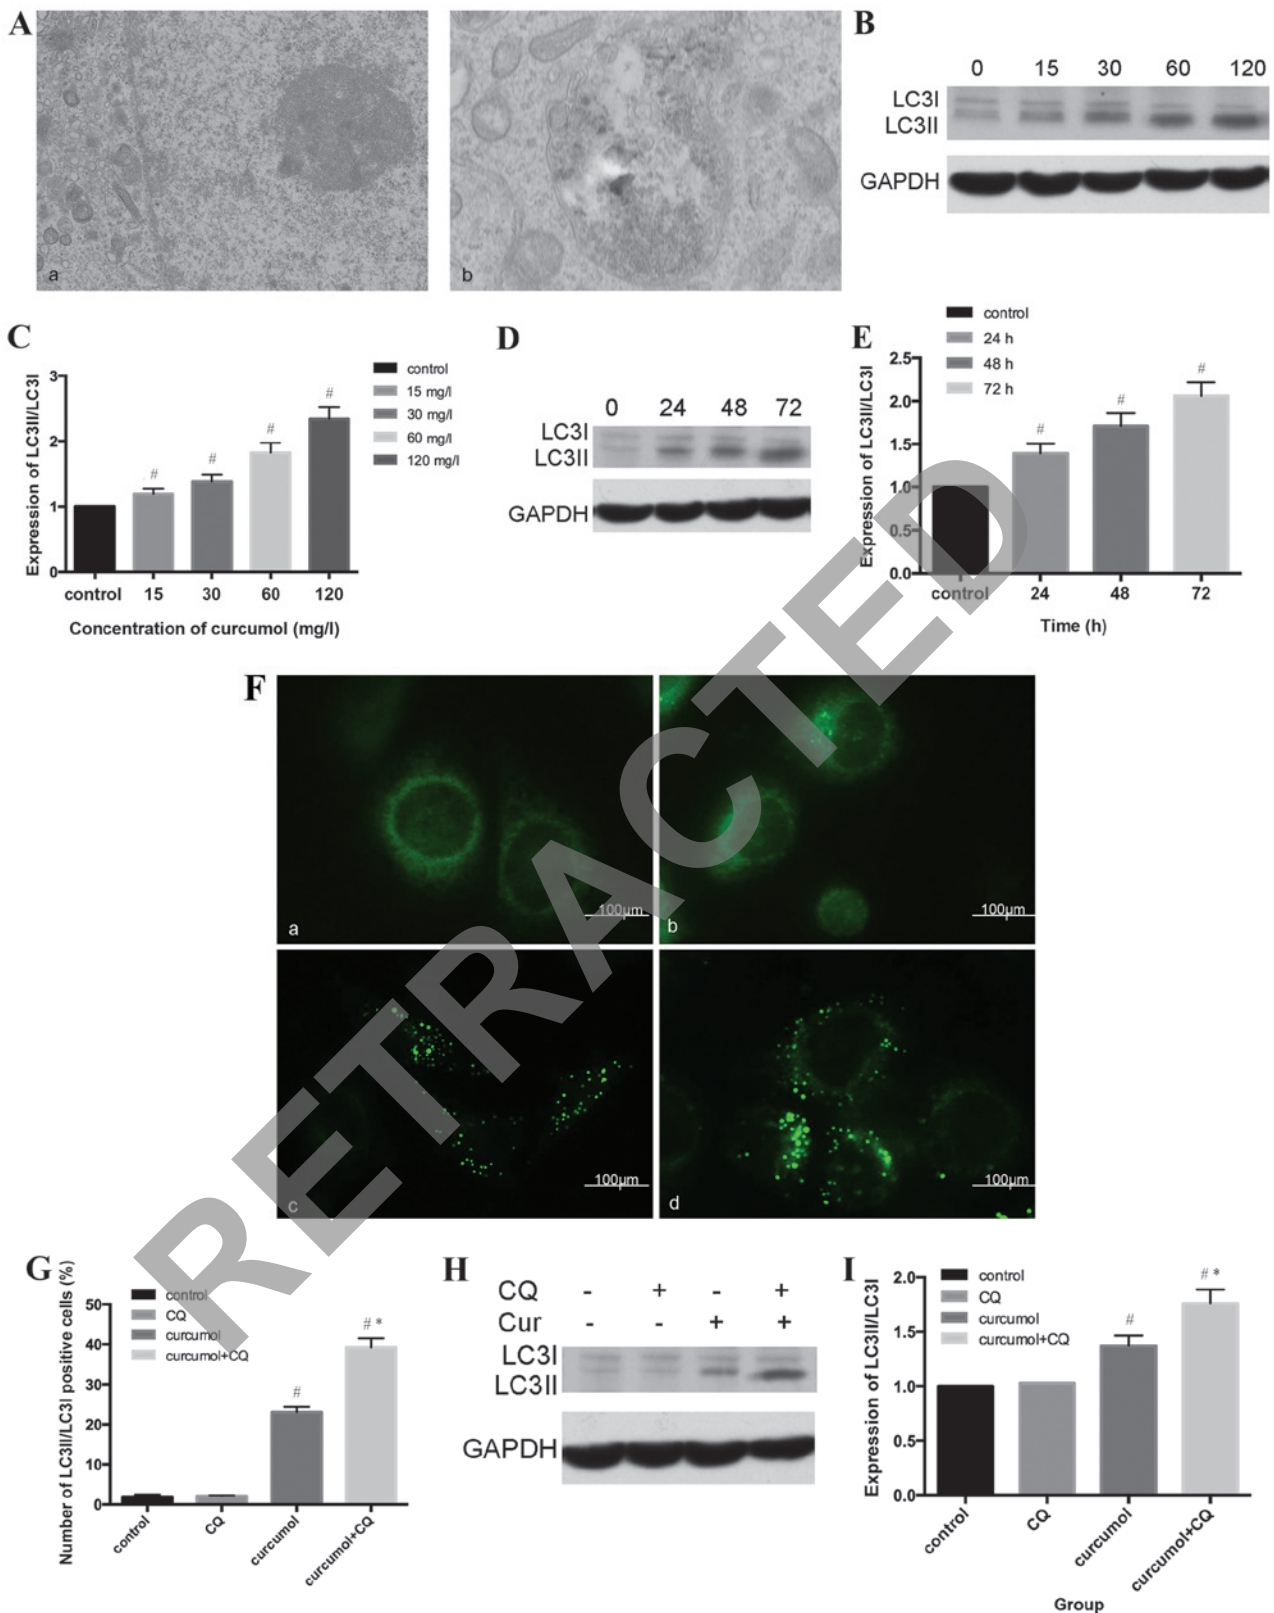 A
a
b
B
0 15 30 60 120
LC3I
LC3II
GAPDH
C
Expression of LC3II/LC3I
3
2
1
0
# # # #
control 15 30 60 120
Concentration of curcumol (mg/l)
control
15 mg/l
30 mg/l
60 mg/l
120 mg/l
D
0 24 48 72
LC3I
LC3II
GAPDH
E
control
24 h
48 h
72 h
Expression of LC3II/LC3I
2.5
2.0
1.5
1.0
0.5
0.0
# # #
control 24 48 72
Time (h)
F
100μm
a
100μm
b
100μm
c
100μm
d
RETRACTED
G
Number of LC3II/LC3I positive cells (%)
50
40
30
20
10
0
control
CQ
curcumol
curcumol+CQ
# # *
control CQ curcumol curcumol+CQ
H
CQ - + - +
Cur - - + +
LC3I
LC3II
GAPDH
I
Expression of LC3II/LC3I
2.0
1.5
1.0
0.5
0.0
control
CQ
curcumol
curcumol+CQ
# # *
control CQ curcumol curcumol+CQ
Group